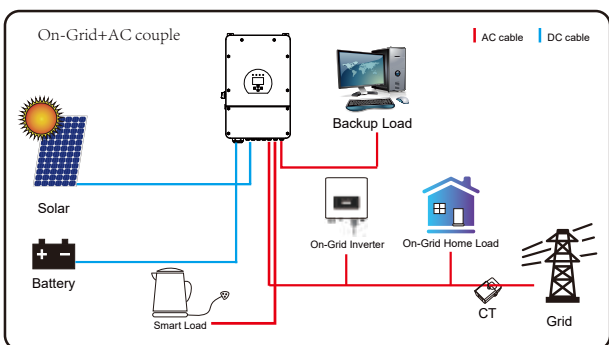 On-Grid+AC couple
AC cable
DC cable
Backup Load
Solar
On-Grid Inverter
On-Grid Home Load
Battery
Smart Load
CT
Grid